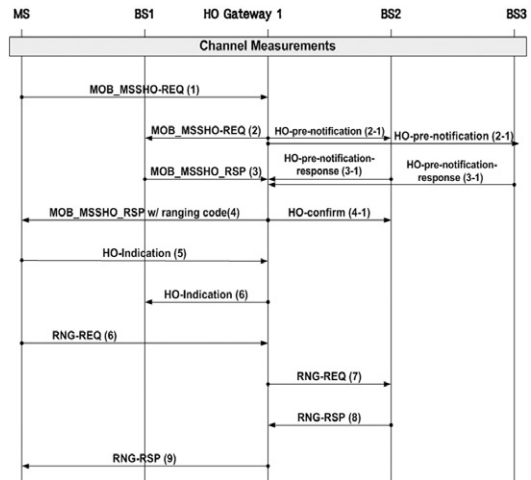 MS BS1 HO Gateway 1 BS2 BS3
Channel Measurements
MOB_MSSHO-REQ (1)
MOB_MSSHO-REQ (2) HO-pre-notification (2-1) HO-pre-notification (2-1)
MOB_MSSHO_RSP (3)
HO-pre-notification-
response (3-1)
HO-pre-notification-
response (3-1)
MOB_MSSHO_RSP w/ ranging code(4) HO-confirm (4-1)
HO-Indication (5)
HO-Indication (6)
RNG-REQ (6)
RNG-REQ (7)
RNG-RSP (8)
RNG-RSP (9)